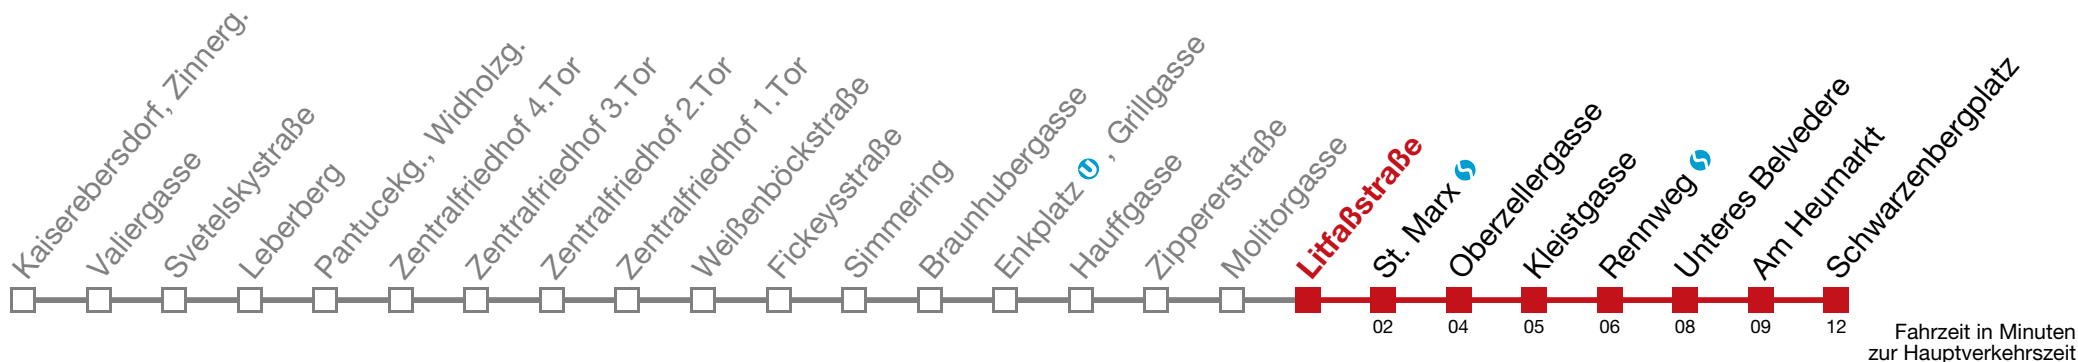 Kaiserebersdorf, Zinnerg.
Valiergasse
Svetelskystraße
Leberberg
Pantucekg., Widholzg.
Zentralfriedhof 4.Tor
Zentralfriedhof 3.Tor
Zentralfriedhof 2.Tor
Zentralfriedhof 1.Tor
Weißenböckstraße
Fickeysstraße
Simmering
Braunhubergasse
Enkplatz U , Grillgasse
Hauffgasse
Zippererstraße
Molitorgasse
Litfaßstraße
St. Marx S
Oberzellergasse
Kleistgasse
Rennweg S
Unteres Belvedere
Am Heumarkt
Schwarzenbergplatz
02 04 05 06 08 09 12
Fahrzeit in Minuten
zur Hauptverkehrszeit